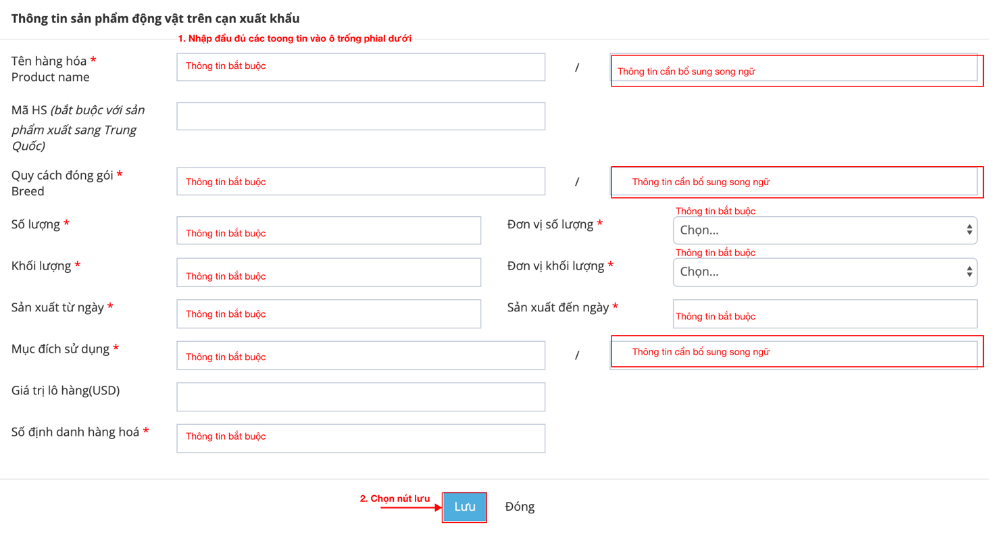 Thông tin sản phẩm động vật trên cạn xuất khẩu
1. Nhập đầu đủ các toong tin vào ô trống phial dưới
Tên hàng hóa *
Product name
Thông tin bắt buộc
/
Thông tin cần bổ sung song ngữ
Mã HS (bắt buộc với sản
phẩm xuất sang Trung
Quốc)
Quy cách đóng gói *
Breed
Thông tin bắt buộc
/
Thông tin cần bổ sung song ngữ
Số lượng *
Thông tin bắt buộc
Đơn vị số lượng *
Thông tin bắt buộc
Chọn...
Khối lượng *
Thông tin bắt buộc
Đơn vị khối lượng *
Thông tin bắt buộc
Chọn...
Sản xuất từ ngày *
Thông tin bắt buộc
Sản xuất đến ngày *
Thông tin bắt buộc
Mục đích sử dụng *
Thông tin bắt buộc
/
Thông tin cần bổ sung song ngữ
Giá trị lô hàng(USD)
Số định danh hàng hoá *
Thông tin bắt buộc
2. Chọn nút lưu
Lưu
Đóng